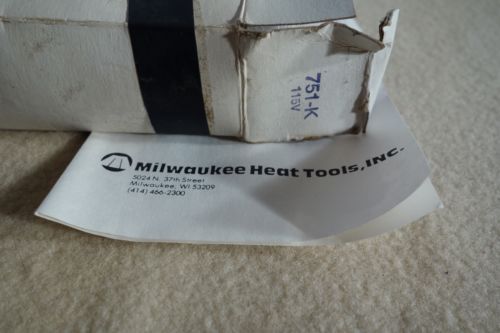 751-K
115V
Milwaukee Heat Tools, INC.
5024 N. 37th Street
Milwaukee, WI 53209
(414) 466-2300